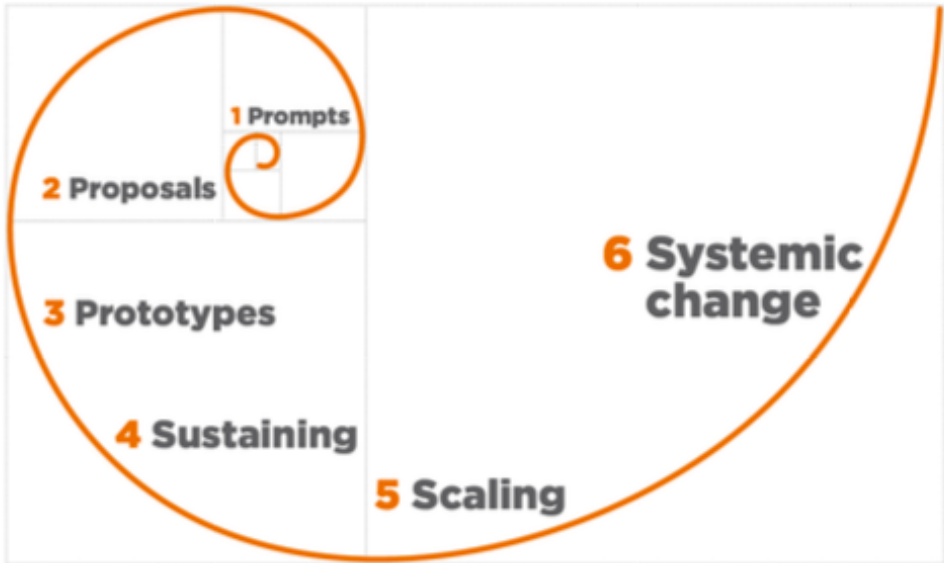 1 Prompts
2 Proposals
3 Prototypes
4 Sustaining
5 Scaling
6 Systemic
change